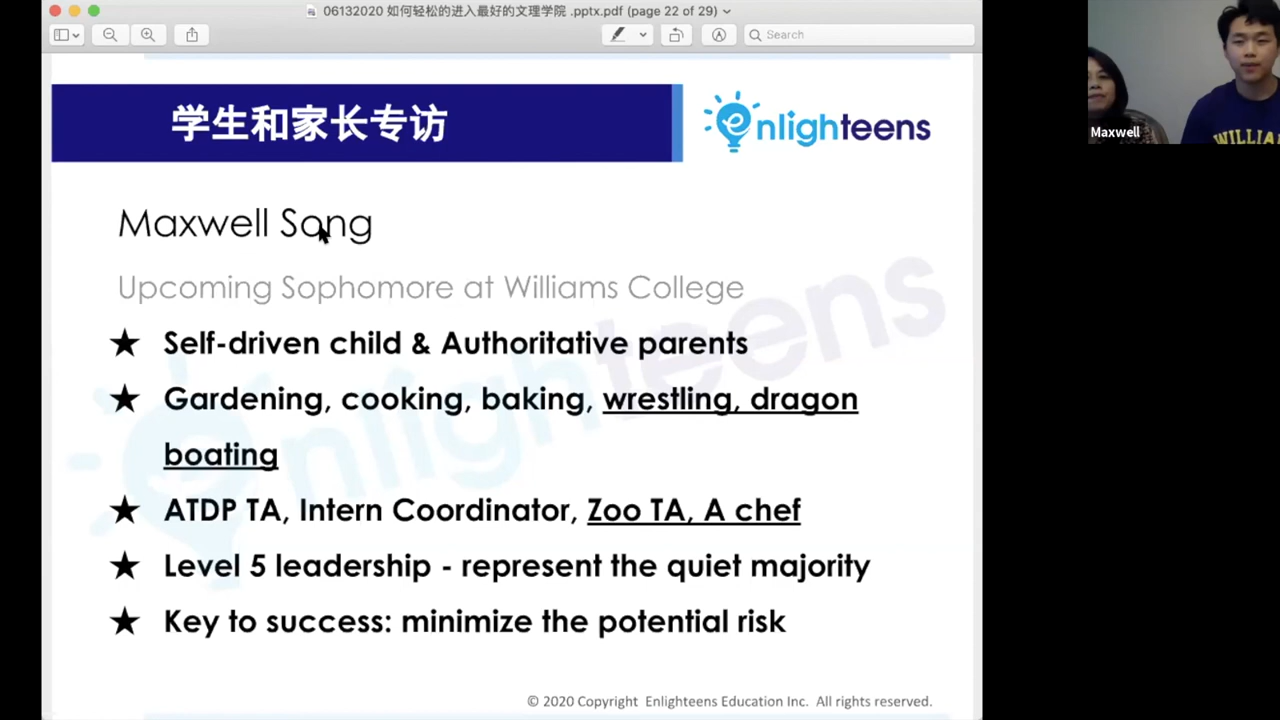 06132020 如何轻松的进入最好的文理学院 .pptx.pdf (page 22 of 29)
Search
学生和家长专访
enlighteens
Maxwell Song
Upcoming Sophomore at Williams College
★ Self-driven child & Authoritative parents
★ Gardening, cooking, baking, wrestling, dragon
boating
★ ATDP TA, Intern Coordinator, Zoo TA, A chef
★ Level 5 leadership - represent the quiet majority
★ Key to success: minimize the potential risk
enlighteens
© 2020 Copyright Enlighteens Education Inc. All rights reserved.
Maxwell
WILLIA